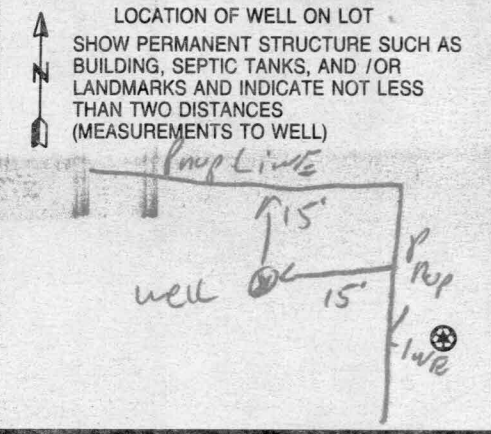 LOCATION OF WELL ON LOT
SHOW PERMANENT STRUCTURE SUCH AS
BUILDING, SEPTIC TANKS, AND /OR
LANDMARKS AND INDICATE NOT LESS
THAN TWO DISTANCES
(MEASUREMENTS TO WELL)
N
Prop Line
15'
well
15'
Prop
Line